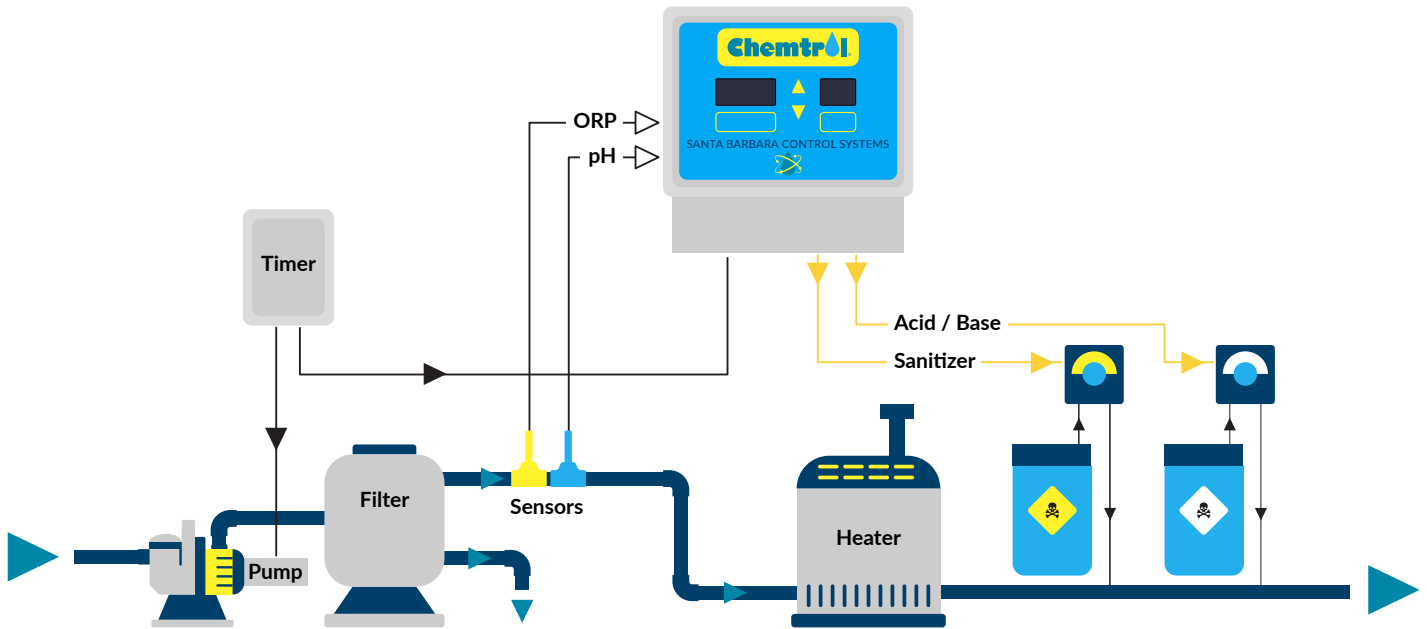 Chemtrol
ORP
pH
SANTA BARBARA CONTROL SYSTEMS
Timer
Acid / Base
Sanitizer
Filter
Sensors
Heater
Pump